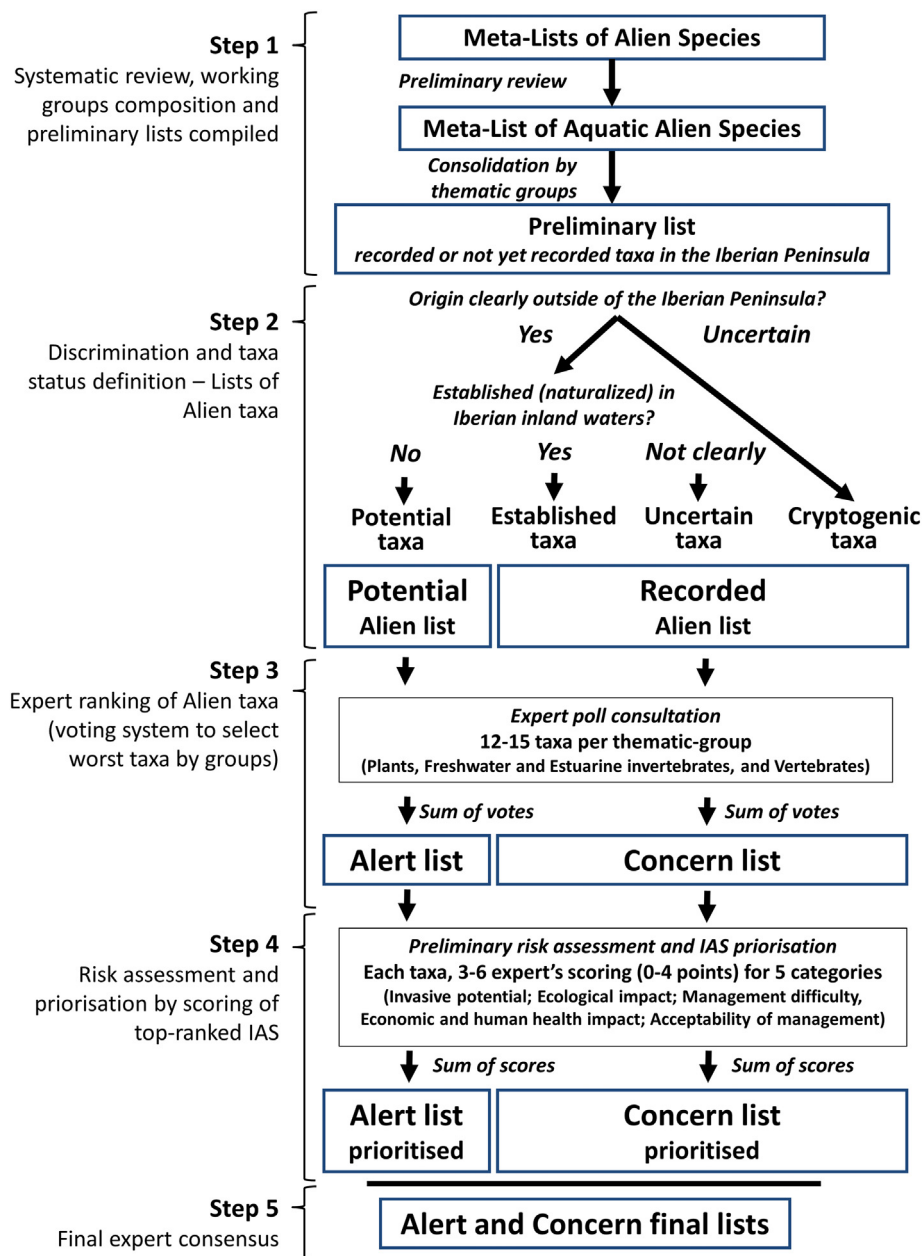 Step 1
Systematic review, working
groups composition and
preliminary lists compiled
Meta-Lists of Alien Species
Preliminary review
Meta-List of Aquatic Alien Species
Consolidation by
thematic groups
Preliminary list
recorded or not yet recorded taxa in the Iberian Peninsula
Step 2
Discrimination and taxa
status definition – Lists of
Alien taxa
Origin clearly outside of the Iberian Peninsula?
Yes
Uncertain
Established (naturalized) in
Iberian inland waters?
No
Yes
Not clearly
Potential
taxa
Established
taxa
Uncertain
taxa
Cryptogenic
taxa
Potential
Alien list
Recorded
Alien list
Step 3
Expert ranking of Alien taxa
(voting system to select
worst taxa by groups)
Expert poll consultation
12-15 taxa per thematic-group
(Plants, Freshwater and Estuarine invertebrates, and Vertebrates)
Sum of votes
Sum of votes
Alert list
Concern list
Step 4
Risk assessment and
priorisation by scoring of
top-ranked IAS
Preliminary risk assessment and IAS priorisation
Each taxa, 3-6 expert's scoring (0-4 points) for 5 categories
(Invasive potential; Ecological impact; Management difficulty,
Economic and human health impact; Acceptability of management)
Sum of scores
Sum of scores
Alert list
prioritised
Concern list
prioritised
Step 5
Final expert consensus
Alert and Concern final lists